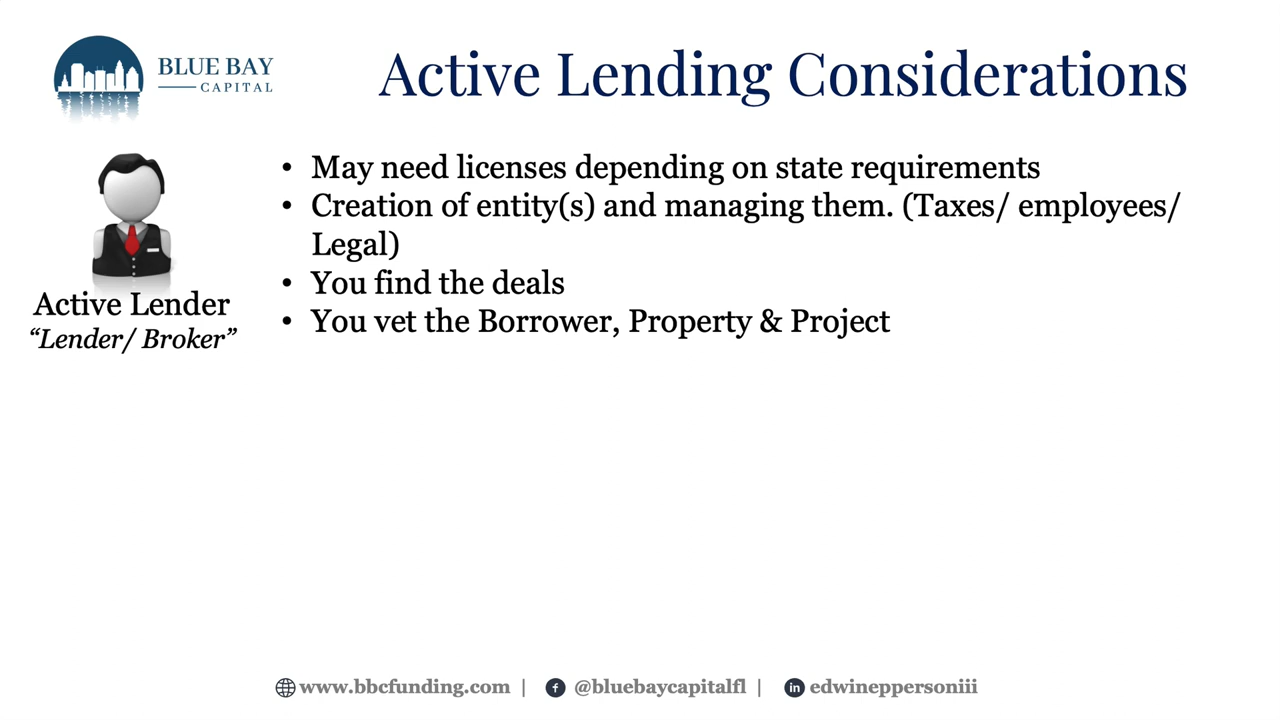 BLUE BAY
CAPITAL
Active Lending Considerations
• May need licenses depending on state requirements
• Creation of entity(s) and managing them. (Taxes/ employees/
Legal)
• You find the deals
• You vet the Borrower, Property & Project
Active Lender
“Lender/ Broker”
www.bbcfunding.com | @bluebaycapitalfl | edwineppersoniii